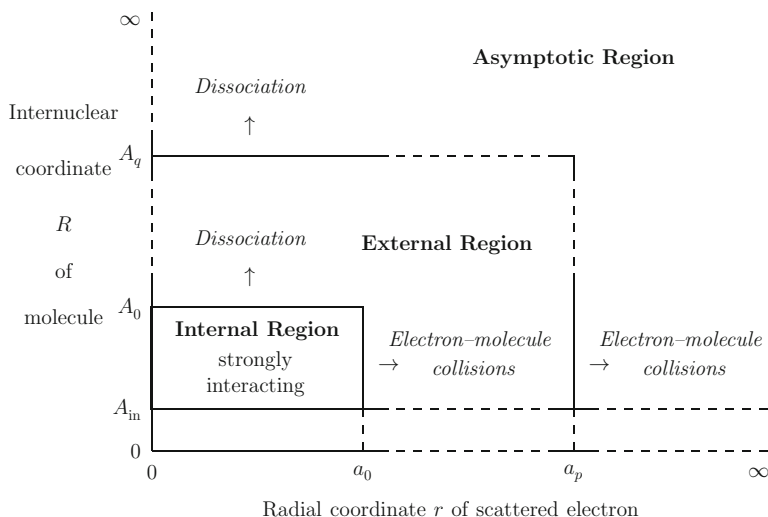 ∞
Asymptotic Region
Dissociation
↑
Internuclear
coordinate
R
of
molecule
A_q
Dissociation
↑
External Region
A_0
Internal Region
strongly
interacting
→ Electron–molecule
collisions
→ Electron–molecule
collisions
A_in
0
0
a_0
a_p
∞
Radial coordinate r of scattered electron